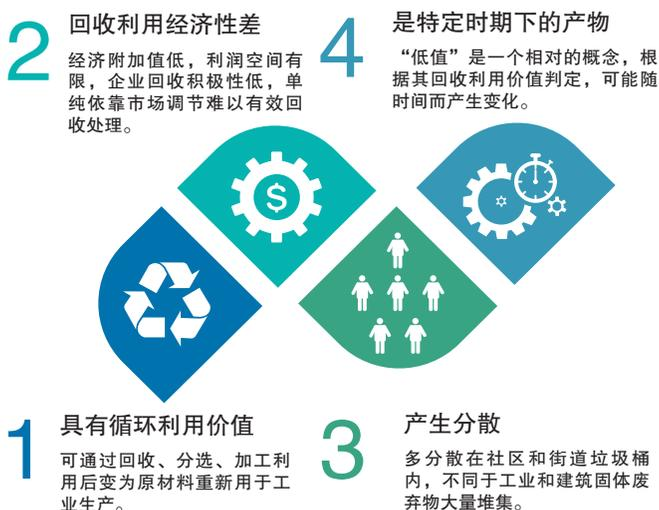 2
回收利用经济性差
经济附加值低，利润空间有
限，企业回收积极性低，单
纯依靠市场调节难以有效回
收处理。
4
是特定时期下的产物
“低值”是一个相对的概念，根
据其回收利用价值判定，可能随
时间而产生变化。
$
1
具有循环利用价值
可通过回收、分选、加工利
用后变为原材料重新用于工
业生产。
3
产生分散
多分散在社区和街道垃圾桶
内，不同于工业和建筑固体废
弃物大量堆集。